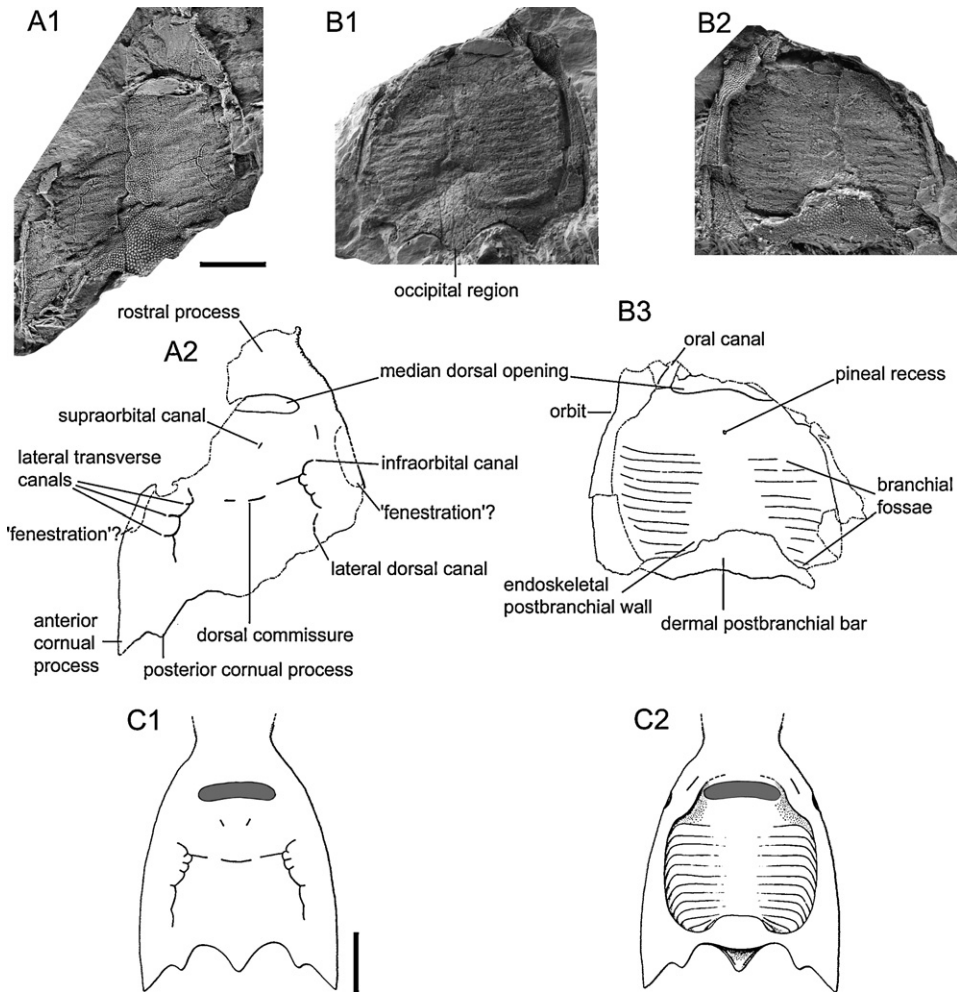 A1
B1
B2
occipital region
rostral process
A2
B3
oral canal
median dorsal opening
pineal recess
supraorbital canal
orbit
lateral transverse
canals
infraorbital canal
branchial
fossae
'fenestration'?
'fenestration'?
lateral dorsal canal
endoskeletal
postbranchial wall
anterior
cornual
process
dorsal commissure
dermal postbranchial bar
posterior cornual process
C1
C2